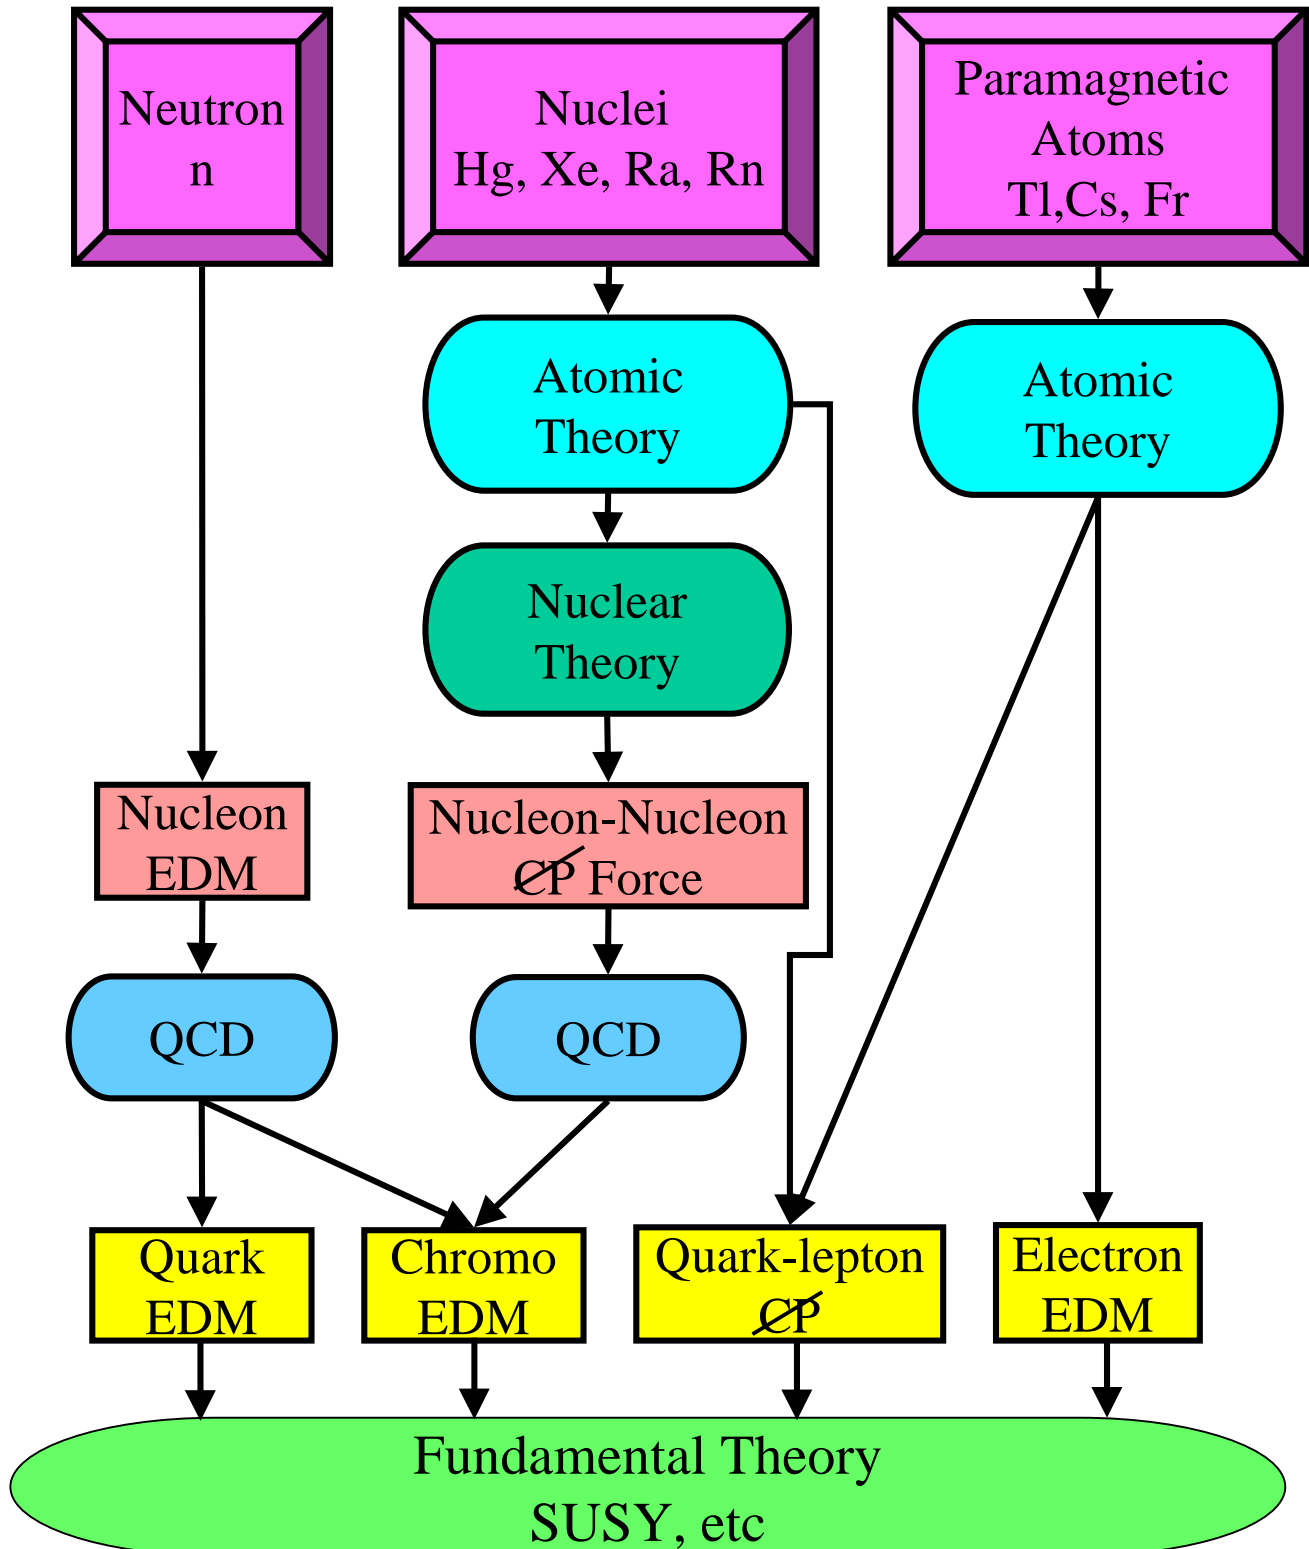 Neutron
n
Nuclei
Hg, Xe, Ra, Rn
Paramagnetic
Atoms
Tl,Cs, Fr
Atomic
Theory
Atomic
Theory
Nuclear
Theory
Nucleon
EDM
Nucleon-Nucleon
CP Force
QCD
QCD
Quark
EDM
Chromo
EDM
Quark-lepton
CP
Electron
EDM
Fundamental Theory
SUSY, etc